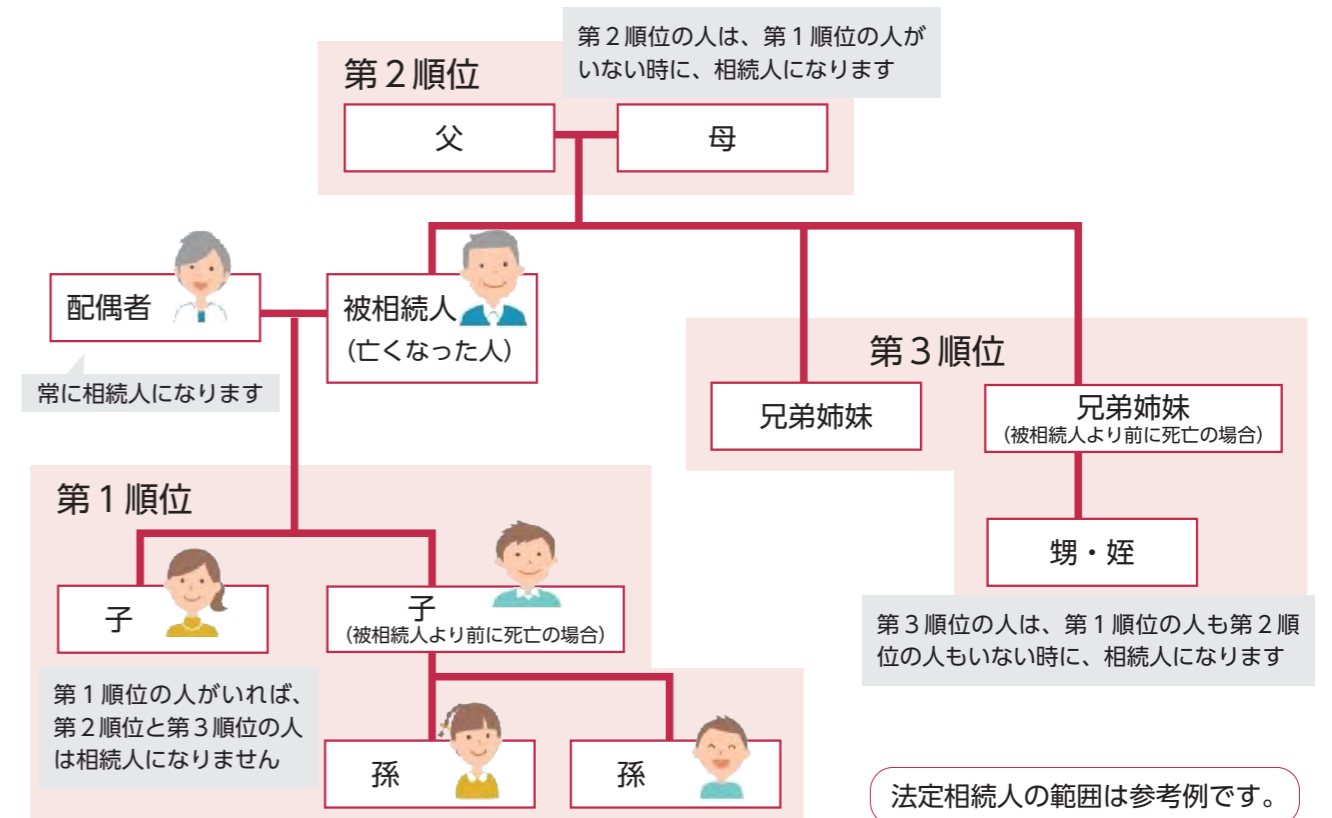 第２順位の人は、第１順位の人が
いない時に、相続人になります
第２順位
父
母
配偶者
被相続人
（亡くなった人）
常に相続人になります
第３順位
兄弟姉妹
兄弟姉妹
（被相続人より前に死亡の場合）
甥・姪
第３順位の人は、第１順位の人も第２順
位の人もいない時に、相続人になります
第１順位
子
子
（被相続人より前に死亡の場合）
第１順位の人がいれば、
第２順位と第３順位の人
は相続人になりません
孫
孫
法定相続人の範囲は参考例です。